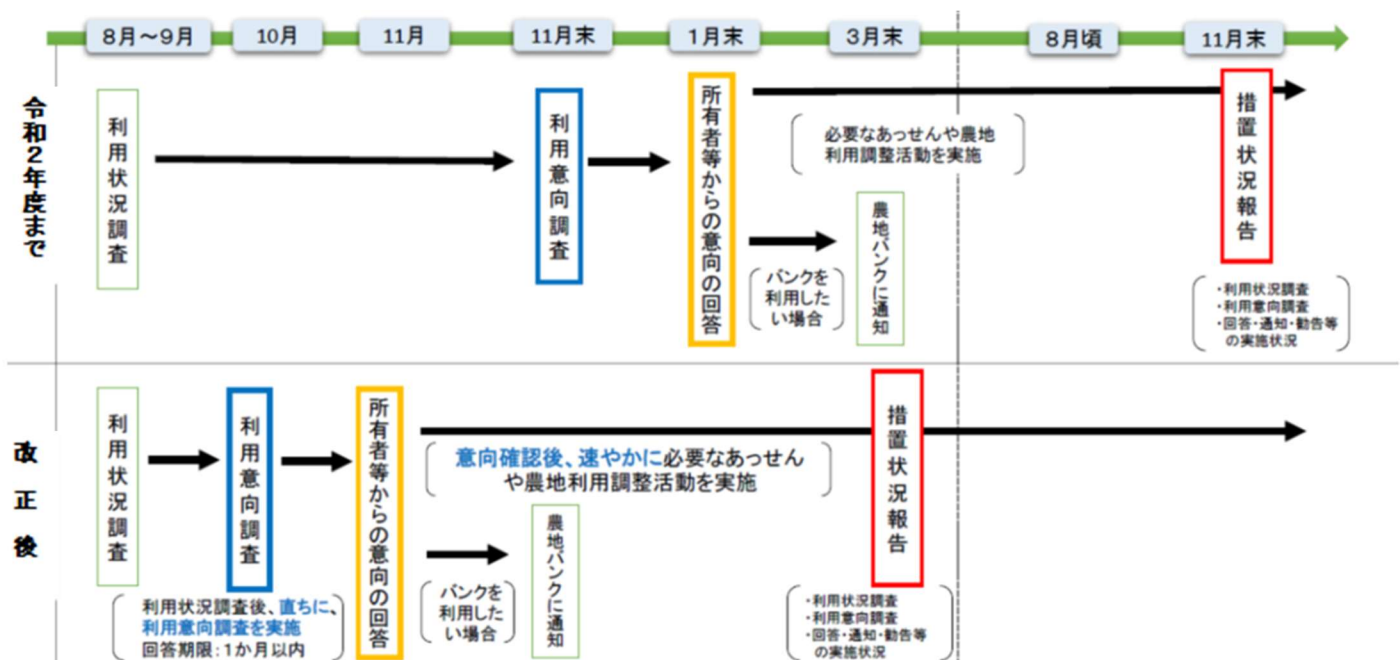 8月～9月
10月
11月
11月末
1月末
3月末
8月頃
11月末
令和2年度まで
利用状況調査
利用意向調査
所有者等からの意向の回答
必要なあっせんや農地
利用調整活動を実施
バンクを
利用した
い場合
農地バンクに通知
措置状況報告
・利用状況調査
・利用意向調査
・回答・通知・勧告等
の実施状況
改正後
利用状況調査
利用意向調査
利用状況調査後、直ちに、
利用意向調査を実施
回答期限：1か月以内
所有者等からの意向の回答
意向確認後、速やかに必要なあっせん
や農地利用調整活動を実施
バンクを
利用した
い場合
農地バンクに通知
措置状況報告
・利用状況調査
・利用意向調査
・回答・通知・勧告等
の実施状況